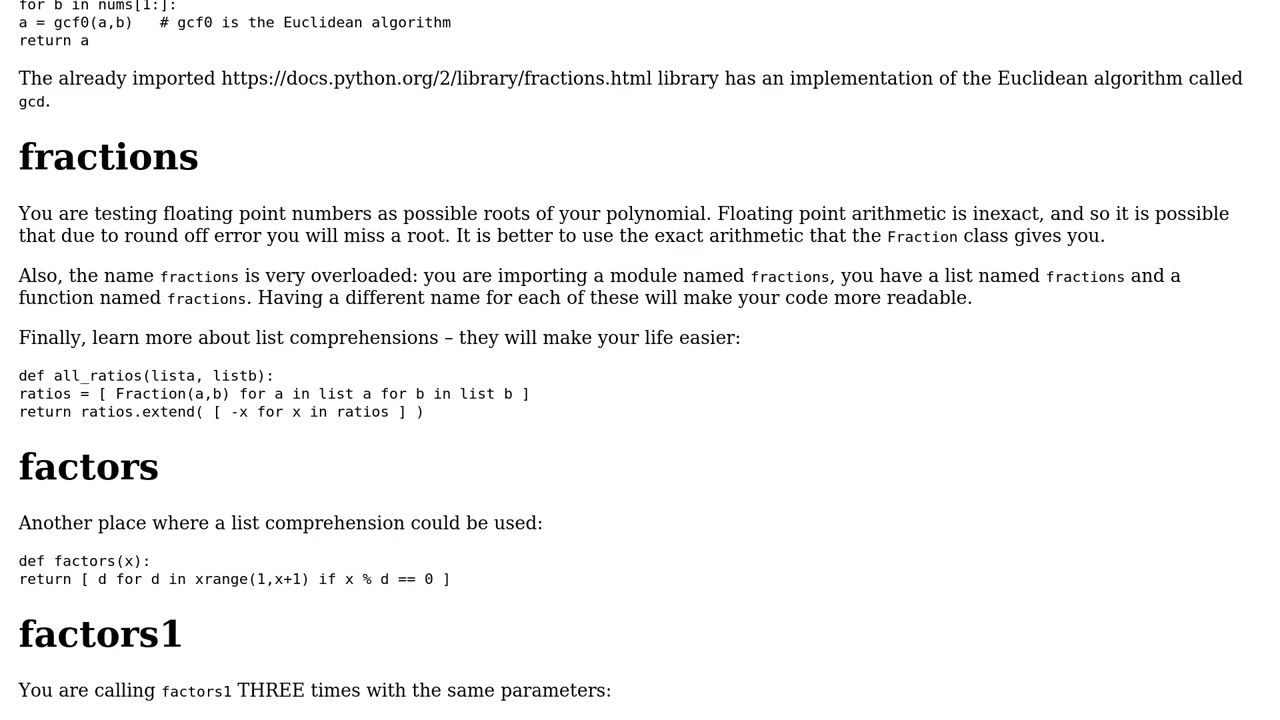 for b in nums[1:]:
a = gcf0(a,b)   # gcf0 is the Euclidean algorithm
return a
The already imported https://docs.python.org/2/library/fractions.html library has an implementation of the Euclidean algorithm called
gcd.
fractions
You are testing floating point numbers as possible roots of your polynomial. Floating point arithmetic is inexact, and so it is possible
that due to round off error you will miss a root. It is better to use the exact arithmetic that the Fraction class gives you.
Also, the name fractions is very overloaded: you are importing a module named fractions, you have a list named fractions and a
function named fractions. Having a different name for each of these will make your code more readable.
Finally, learn more about list comprehensions – they will make your life easier:
def all_ratios(lista, listb):
ratios = [ Fraction(a,b) for a in list a for b in list b ]
return ratios.extend( [ -x for x in ratios ] )
factors
Another place where a list comprehension could be used:
def factors(x):
return [ d for d in xrange(1,x+1) if x % d == 0 ]
factors1
You are calling factors1 THREE times with the same parameters: